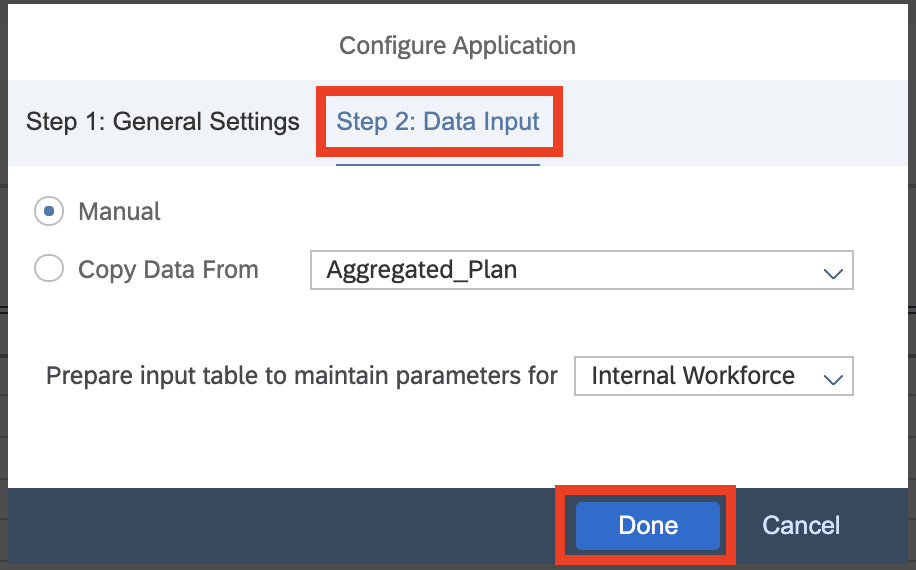 Configure Application
Step 1: General Settings Step 2: Data Input
Manual
Copy Data From Aggregated_Plan
Prepare input table to maintain parameters for Internal Workforce
Done Cancel